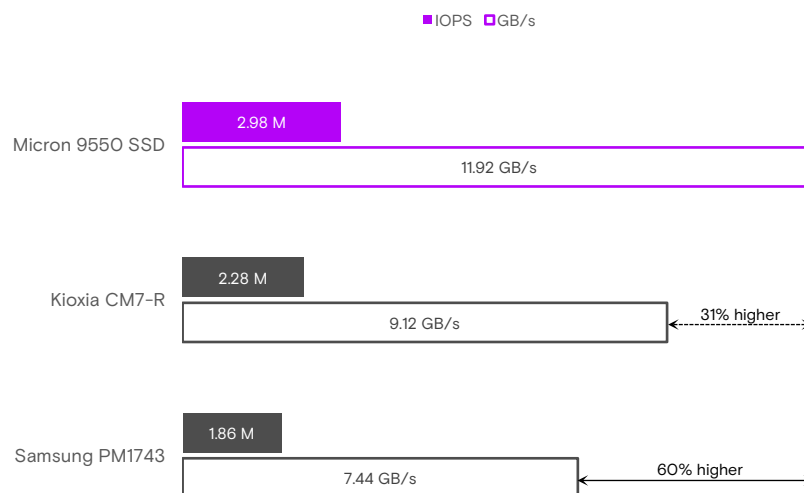 IOPS GB/s
2.98 M
Micron 9550 SSD
11.92 GB/s
2.28 M
Kioxia CM7-R
9.12 GB/s
31% higher
1.86 M
Samsung PM1743
7.44 GB/s
60% higher